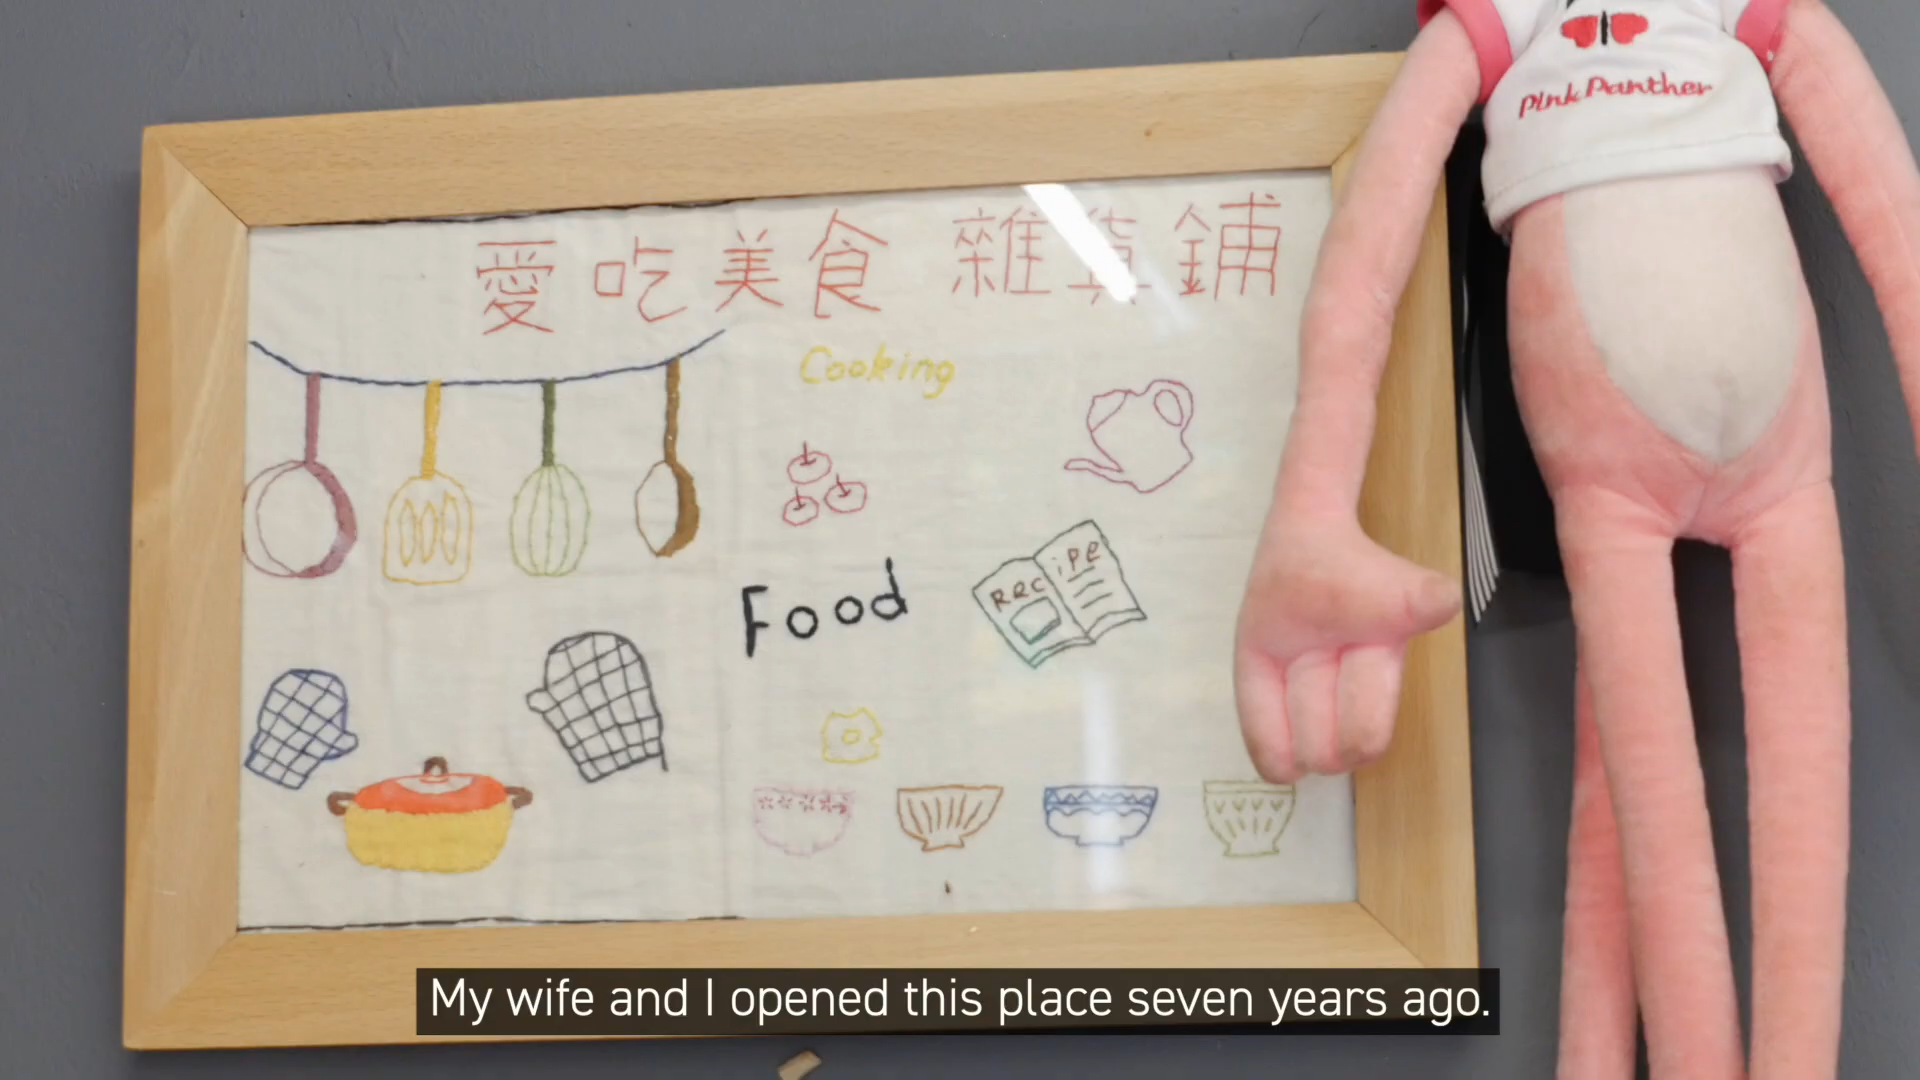 Pink Panther
愛吃美食 雜貨鋪
Cooking
Recipe
Food
My wife and I opened this place seven years ago.